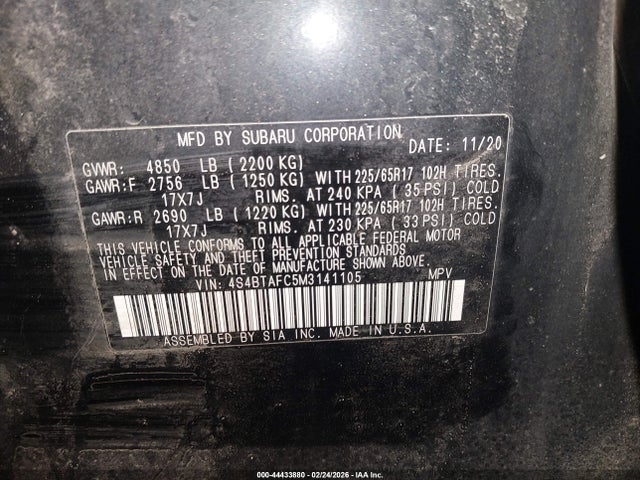 MFD BY SUBARU CORPORATION DATE: 11/20
GVWR: 4850 LB (2200 KG)
GAWR:F 2756 LB (1250 KG) WITH 225/65R17 102H TIRES.
17X7J RIMS. AT 240 KPA (35 PSI) COLD
GAWR:R 2690 LB (1220 KG) WITH 225/65R17 102H TIRES.
17X7J RIMS. AT 230 KPA (33 PSI) COLD
THIS VEHICLE CONFORMS TO ALL APPLICABLE FEDERAL MOTOR
VEHICLE SAFETY AND THEFT PREVENTION STANDARDS
IN EFFECT ON THE DATE OF MANUFACTURE SHOWN ABOVE.
VIN: 4S4BTAFC5M3141105 MPV
ASSEMBLED BY SIA INC. MADE IN U.S.A.
000-44433880 - 02/24/2026 - IAA Inc.